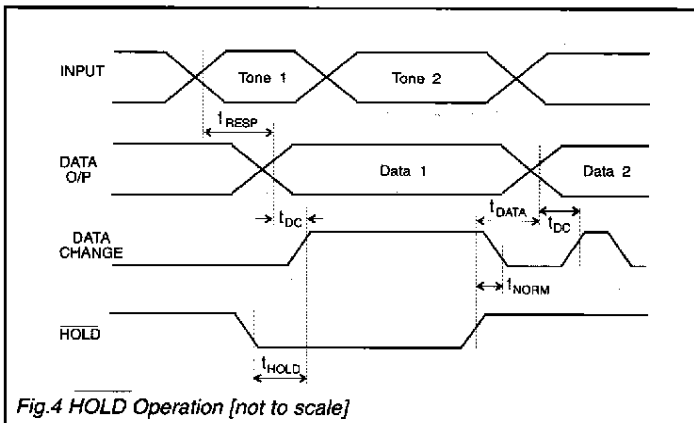 INPUT
Tone 1
Tone 2
tRESP
DATA
O/P
Data 1
Data 2
tDC
tDATA
tDC
DATA
CHANGE
tNORM
HOLD
tHOLD
Fig.4 HOLD Operation [not to scale]